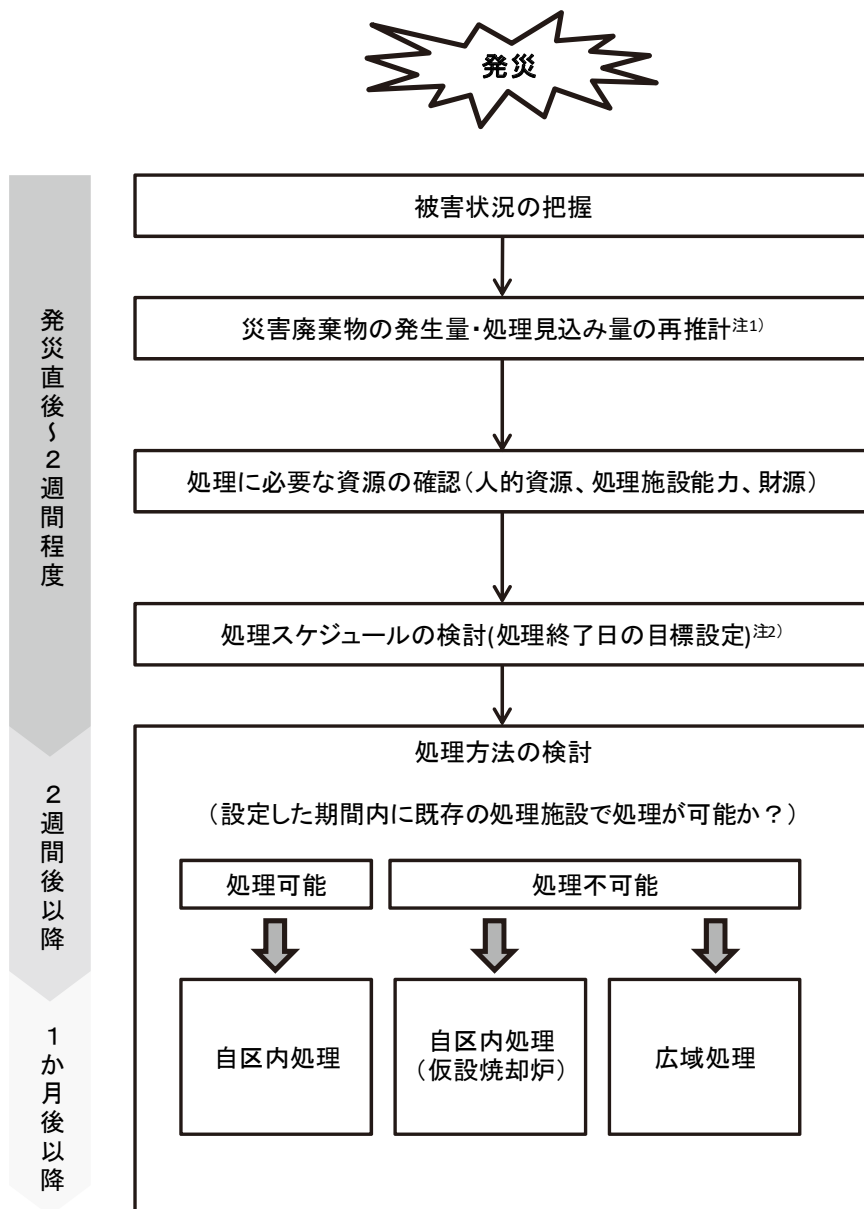 発災
被害状況の把握
災害廃棄物の発生量・処理見込み量の再推計注1)
処理に必要な資源の確認(人的資源、処理施設能力、財源)
処理スケジュールの検討(処理終了日の目標設定)注2)
発災直後~2週間程度
処理方法の検討
(設定した期間内に既存の処理施設で処理が可能か?)
処理可能
処理不可能
2週間後以降
自区内処理
自区内処理
(仮設焼却炉)
広域処理
1か月後以降